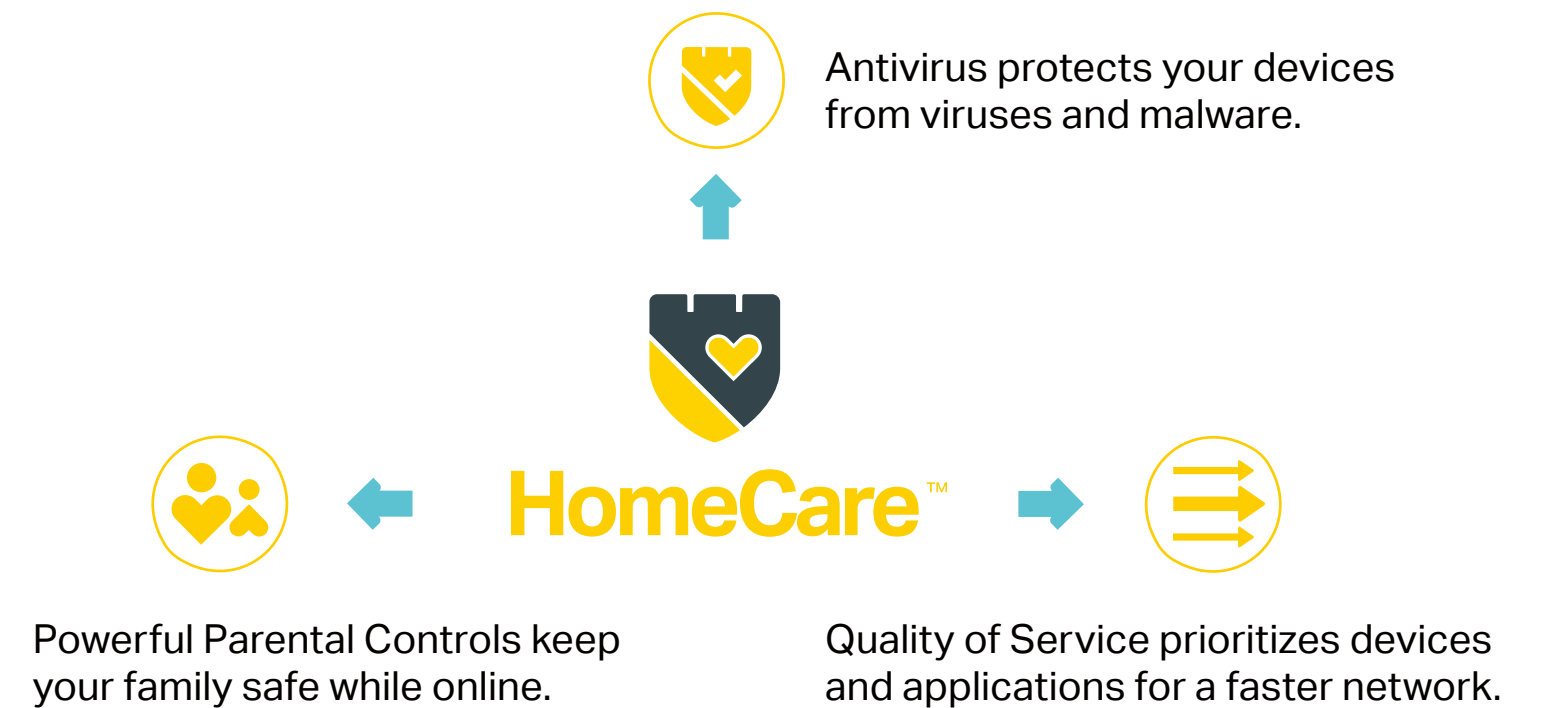 Antivirus protects your devices
from viruses and malware.
HomeCare™
Powerful Parental Controls keep
your family safe while online.
Quality of Service prioritizes devices
and applications for a faster network.